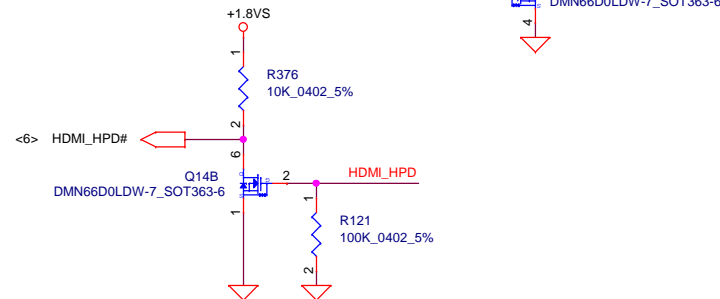 DMN66D0LDW-7_SOT363-6
4
+1.8VS
1
R376
10K_0402_5%
2
<6> HDMI_HPD#
6
Q14B
DMN66D0LDW-7_SOT363-6
2
HDMI_HPD
1
1
R121
100K_0402_5%
2